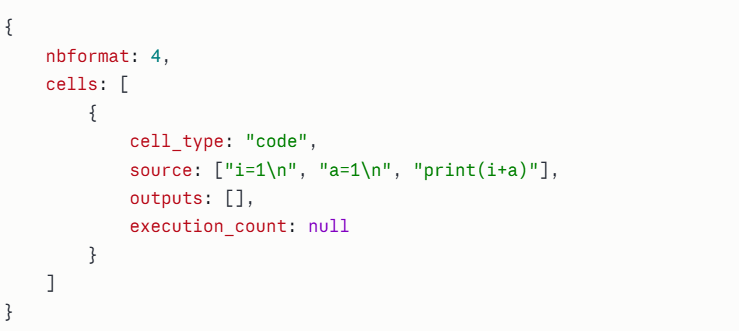 {
    nbformat: 4,
    cells: [
        {
            cell_type: "code",
            source: ["i=1\n", "a=1\n", "print(i+a)"],
            outputs: [],
            execution_count: null
        }
    ]
}